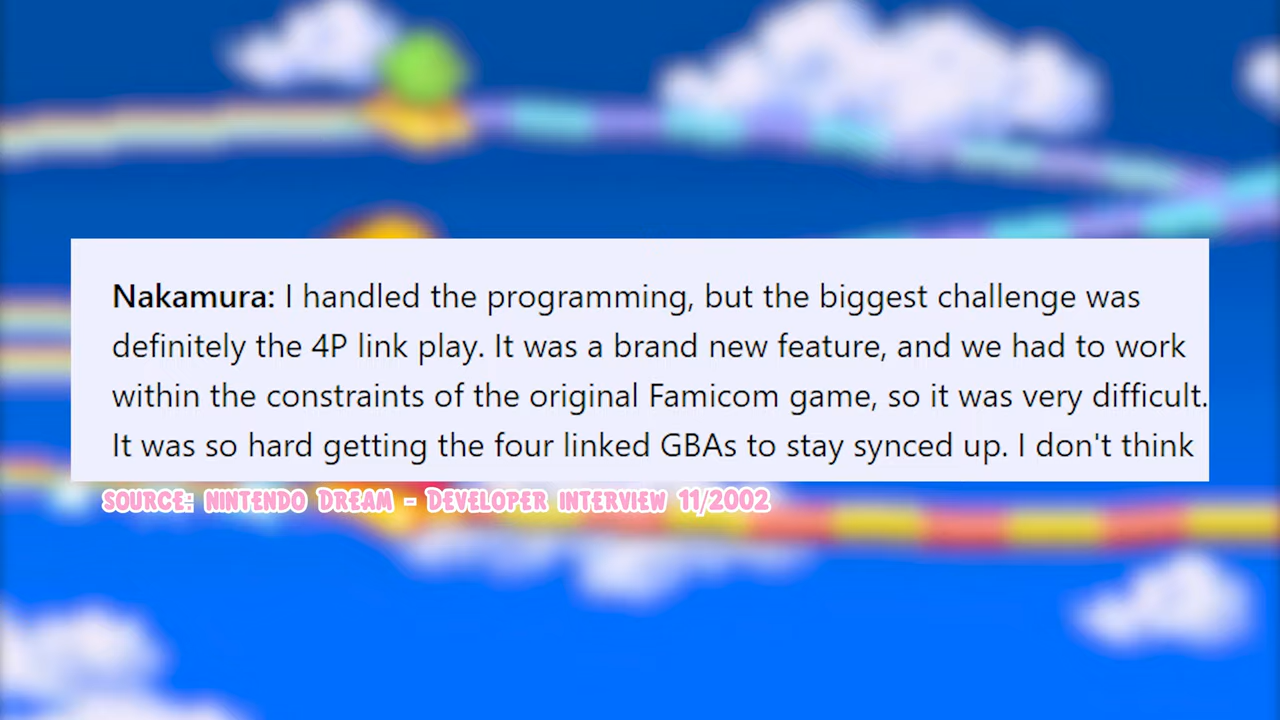 Nakamura: I handled the programming, but the biggest challenge was
definitely the 4P link play. It was a brand new feature, and we had to work
within the constraints of the original Famicom game, so it was very difficult.
It was so hard getting the four linked GBAs to stay synced up. I don't think
SOURCE: NINTENDO DREAM - DEVELOPER INTERVIEW 11/2002